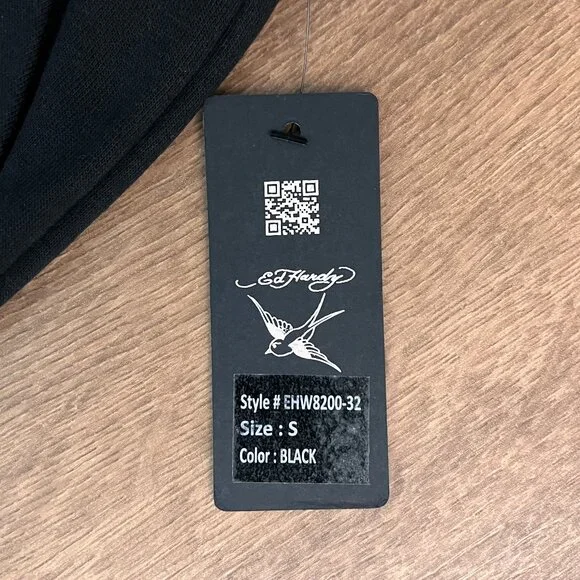 Ed Hardy
Style # EHW8200-32
Size : S
Color : BLACK